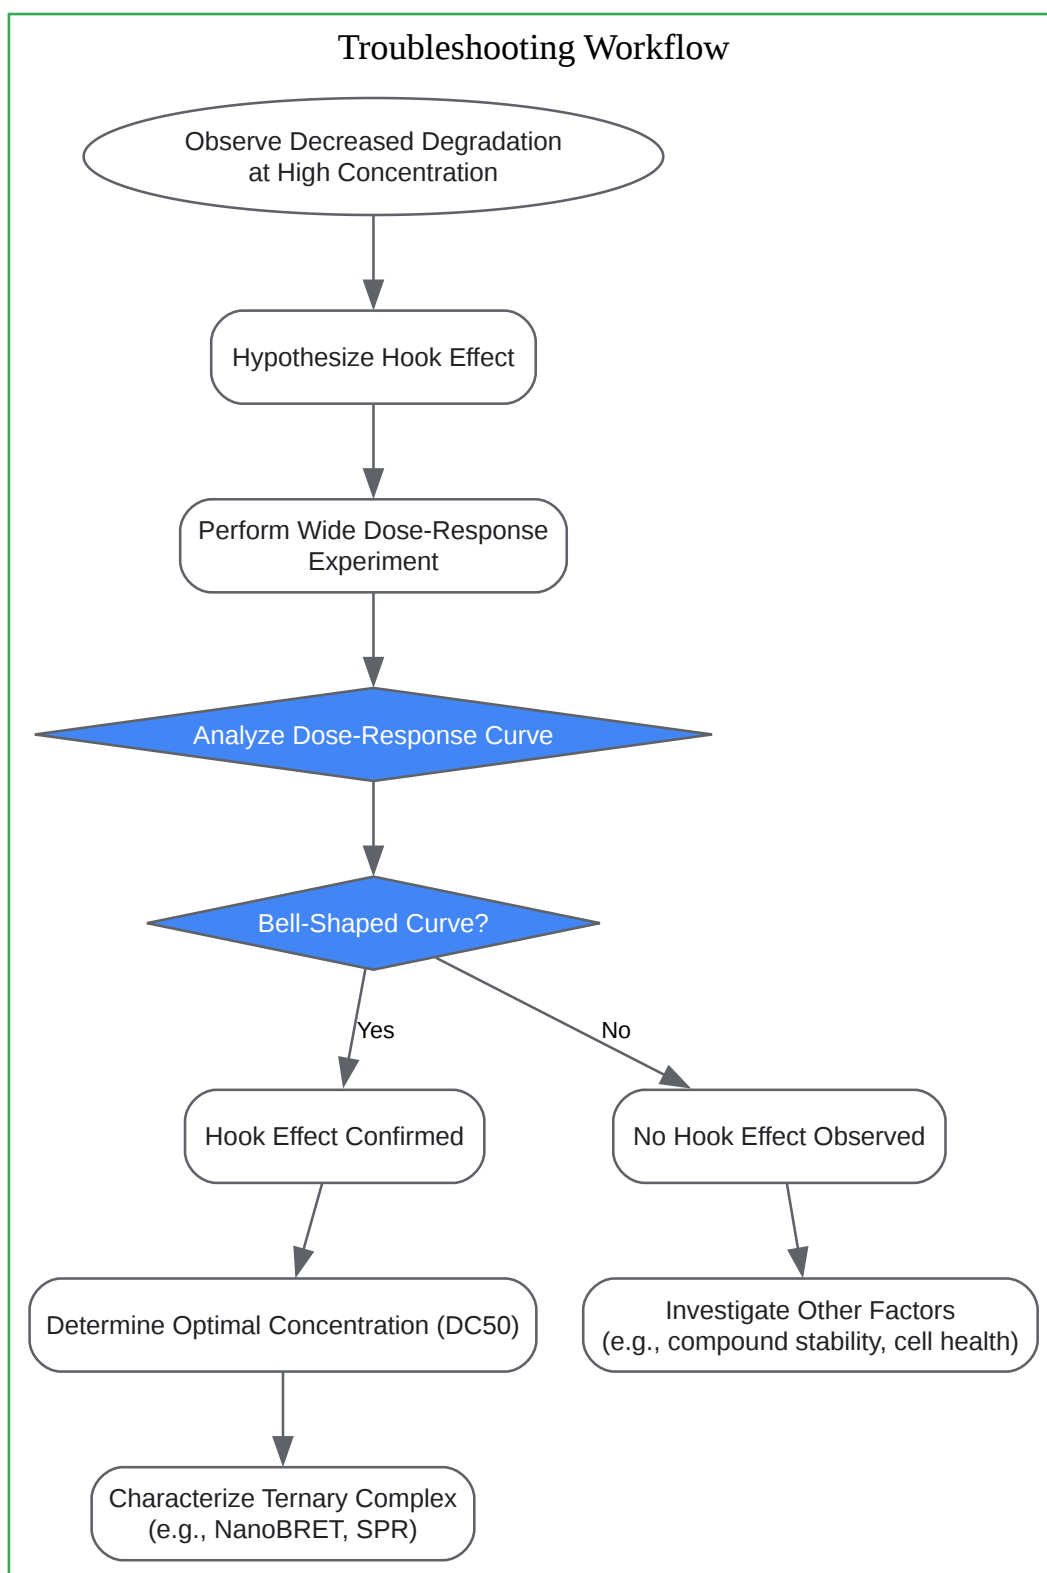 Troubleshooting Workflow
Observe Decreased Degradation
at High Concentration
Hypothesize Hook Effect
Perform Wide Dose-Response
Experiment
Analyze Dose-Response Curve
Bell-Shaped Curve?
Yes
No
Hook Effect Confirmed
No Hook Effect Observed
Determine Optimal Concentration (DC50)
Investigate Other Factors
(e.g., compound stability, cell health)
Characterize Ternary Complex
(e.g., NanoBRET, SPR)